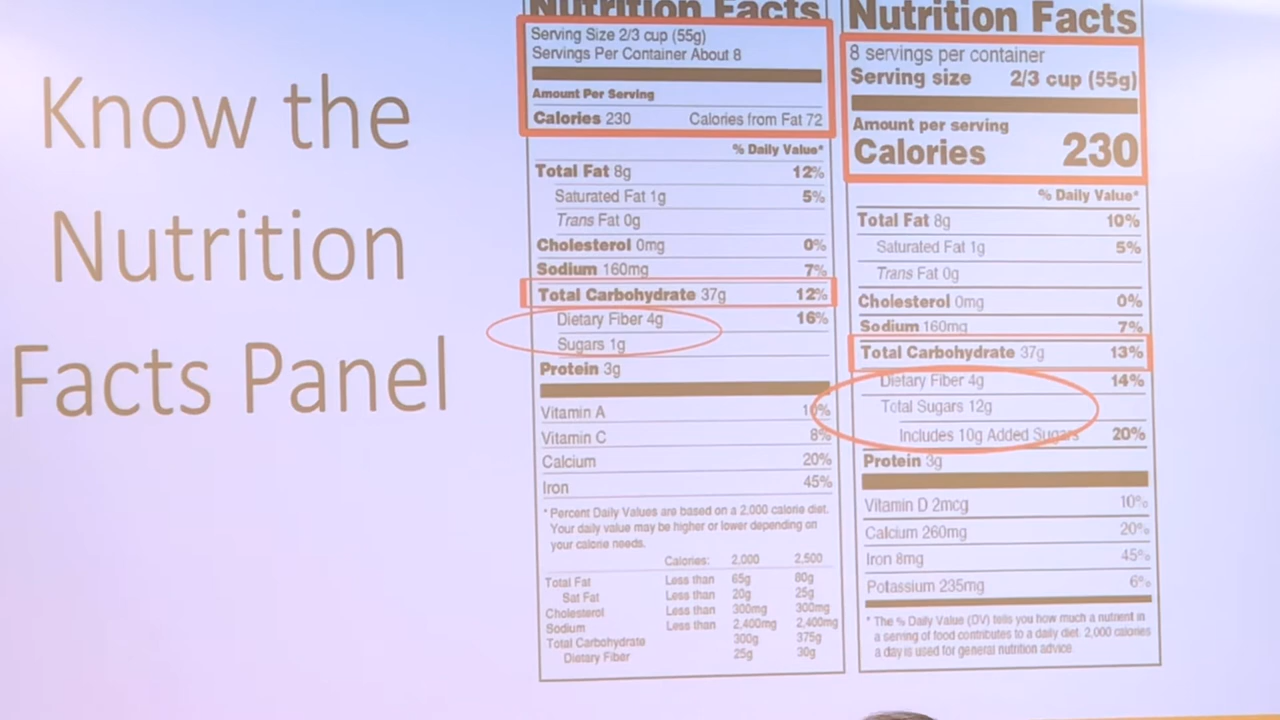 Know the
Nutrition
Facts Panel
Nutrition Facts
Serving Size 2/3 cup (55g)
Servings Per Container About 8
Amount Per Serving
Calories 230 Calories from Fat 72
% Daily Value*
Total Fat 8g 12%
Saturated Fat 1g 5%
Trans Fat 0g
Cholesterol 0mg 0%
Sodium 160mg 7%
Total Carbohydrate 37g 12%
Dietary Fiber 4g 16%
Sugars 1g
Protein 3g
Vitamin A 10%
Vitamin C 8%
Calcium 20%
Iron 45%
* Percent Daily Values are based on a 2,000 calorie diet.
Your daily value may be higher or lower depending on
your calorie needs.
Calories: 2,000 2,500
Total Fat Less than 65g 80g
Sat Fat Less than 20g 25g
Cholesterol Less than 300mg 300mg
Sodium Less than 2,400mg 2,400mg
Total Carbohydrate 300g 375g
Dietary Fiber 25g 30g
Nutrition Facts
8 servings per container
Serving size 2/3 cup (55g)
Amount per serving
Calories 230
% Daily Value*
Total Fat 8g 10%
Saturated Fat 1g 5%
Trans Fat 0g
Cholesterol 0mg 0%
Sodium 160mg 7%
Total Carbohydrate 37g 13%
Dietary Fiber 4g 14%
Total Sugars 12g
Includes 10g Added Sugars 20%
Protein 3g
Vitamin D 2mcg 10%
Calcium 260mg 20%
Iron 8mg 45%
Potassium 235mg 6%
* The % Daily Value (DV) tells you how much a nutrient in
a serving of food contributes to a daily diet. 2,000 calories
a day is used for general nutrition advice.